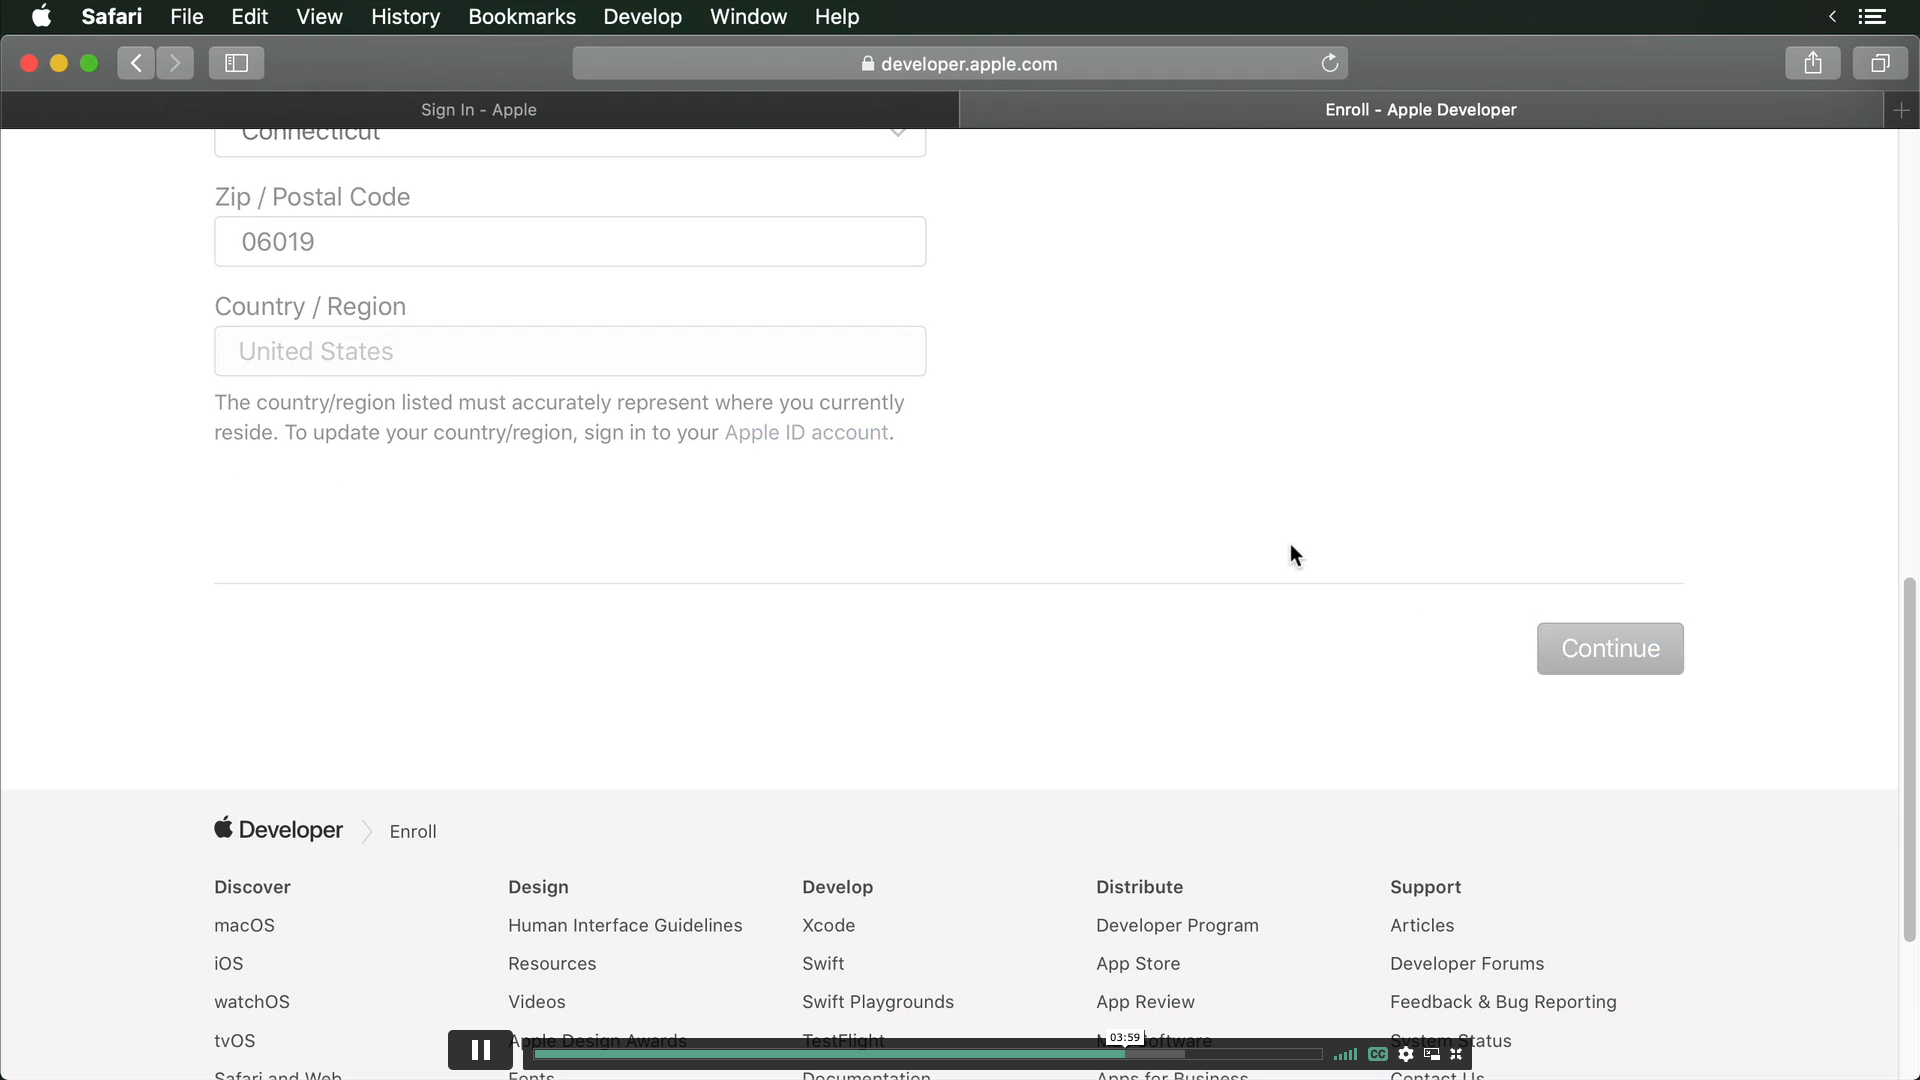 Safari File Edit View History Bookmarks Develop Window Help
developer.apple.com
Sign In - Apple
Enroll - Apple Developer
Connecticut
Zip / Postal Code
06019
Country / Region
United States
The country/region listed must accurately represent where you currently
reside. To update your country/region, sign in to your Apple ID account.
Continue
Developer Enroll
Discover Design Develop Distribute Support
macOS Human Interface Guidelines Xcode Developer Program Articles
iOS Resources Swift App Store Developer Forums
watchOS Videos Swift Playgrounds App Review Feedback & Bug Reporting
tvOS Apple Design Awards TestFlight Software System Status
03:59
CC
Safari and Web Fonts Documentation Apps for Business Contact Us